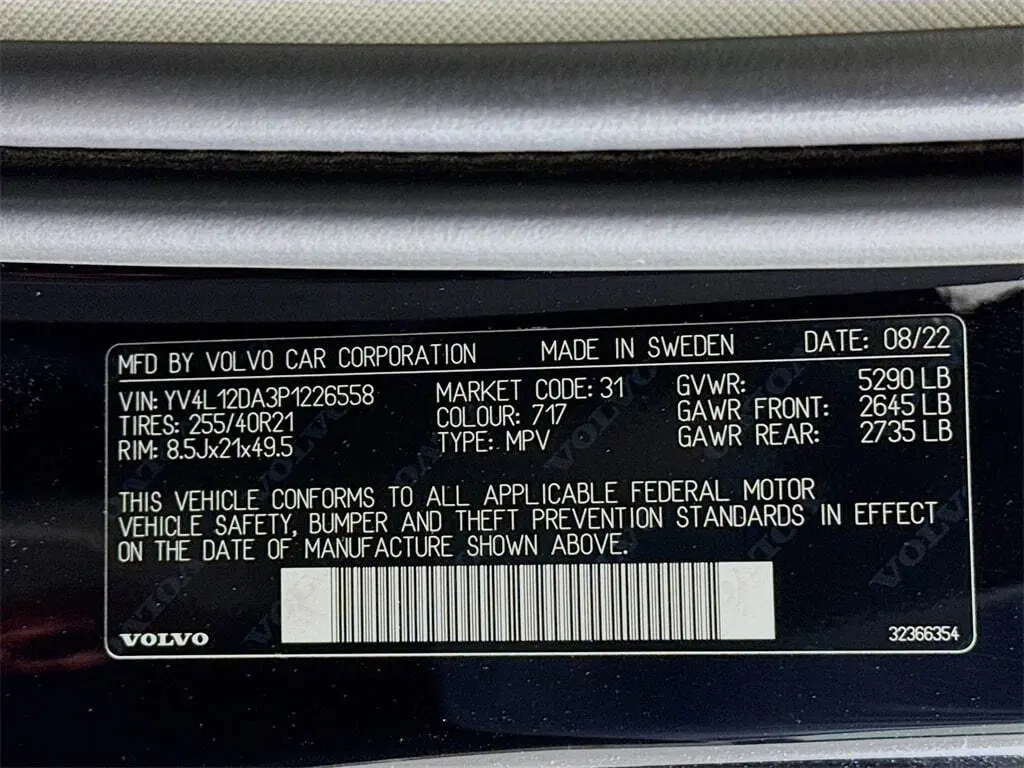 MFD BY VOLVO CAR CORPORATION MADE IN SWEDEN DATE: 08/22
VIN: YV4L12DA3P1226558 MARKET CODE: 31 GVWR: 5290 LB
TIRES: 255/40R21 COLOUR: 717 GAWR FRONT: 2645 LB
RIM: 8.5Jx21x49.5 TYPE: MPV GAWR REAR: 2735 LB
THIS VEHICLE CONFORMS TO ALL APPLICABLE FEDERAL MOTOR
VEHICLE SAFETY, BUMPER AND THEFT PREVENTION STANDARDS IN EFFECT
ON THE DATE OF MANUFACTURE SHOWN ABOVE.
VOLVO 32366354